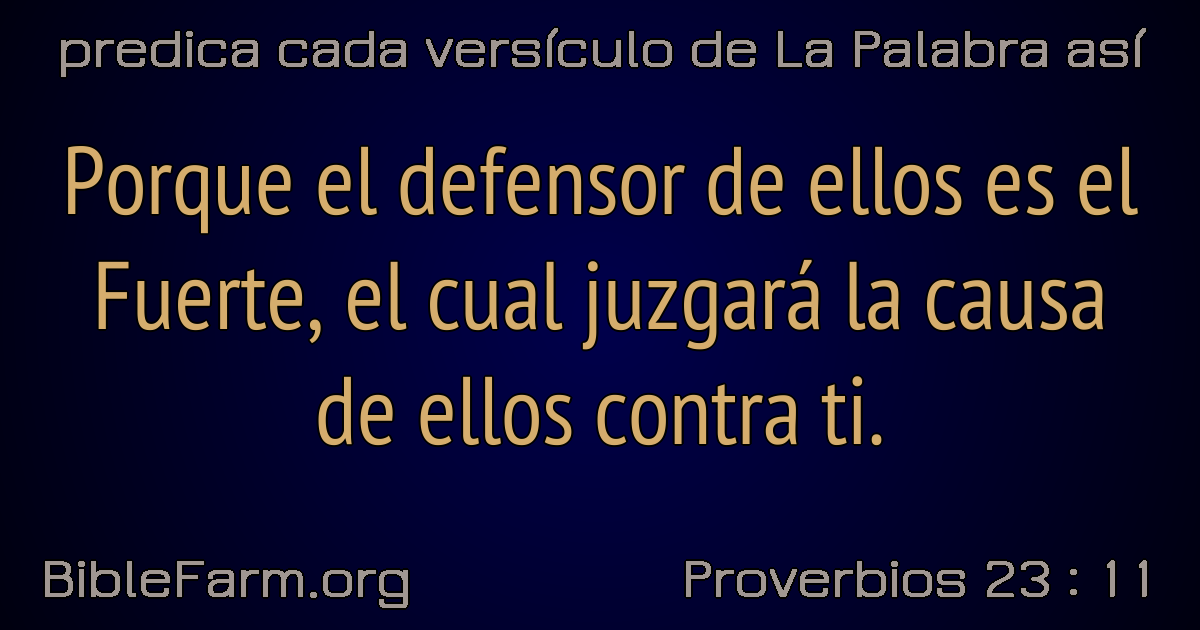 predica cada versículo de La Palabra así
Porque el defensor de ellos es el
Fuerte, el cual juzgará la causa
de ellos contra ti.
BibleFarm.org
Proverbios 23 : 11